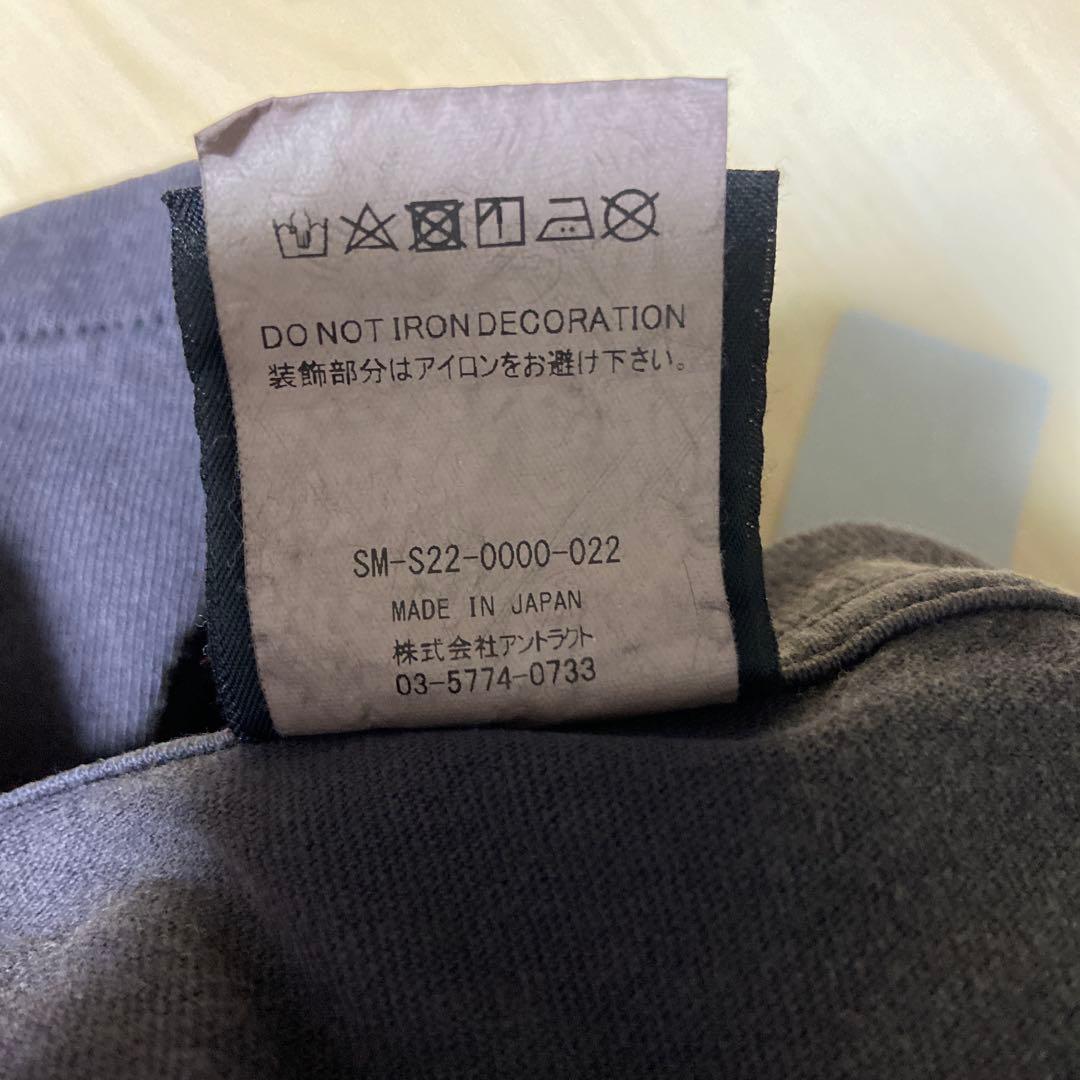 DO NOT IRON DECORATION
装飾部分はアイロンをお避け下さい。
SM-S22-0000-022
MADE IN JAPAN
株式会社アントラクト
03-5774-0733